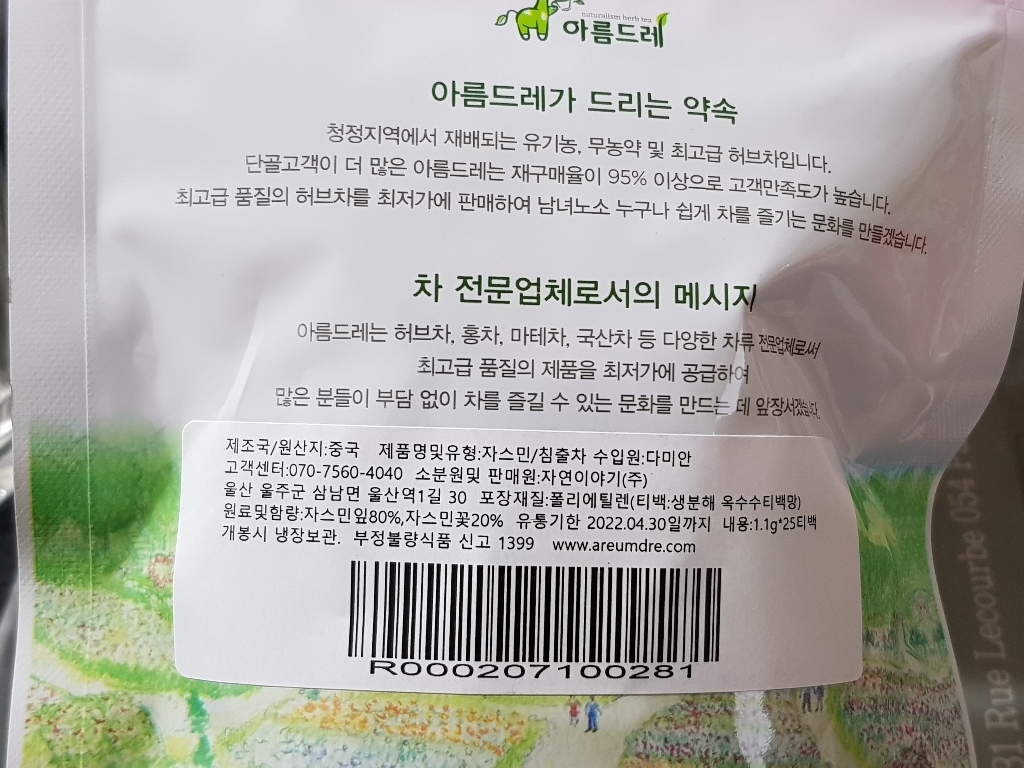 naturalism herb tea
아름드레
아름드레가 드리는 약속
청정지역에서 재배되는 유기농, 무농약 및 최고급 허브차입니다.
단골고객이 더 많은 아름드레는 재구매율이 95% 이상으로 고객만족도가 높습니다.
최고급 품질의 허브차를 최저가에 판매하여 남녀노소 누구나 쉽게 차를 즐기는 문화를 만들겠습니다.
차 전문업체로서의 메시지
아름드레는 허브차, 홍차, 마테차, 국산차 등 다양한 차류 전문업체로써
최고급 품질의 제품을 최저가에 공급하여
많은 분들이 부담 없이 차를 즐길 수 있는 문화를 만드는 데 앞장서겠습니다.
제조국/원산지:중국 제품명및유형:자스민/침출차 수입원:다미안
고객센터:070-7560-4040 소분원및 판매원:자연이야기(주)
울산 울주군 삼남면 울산역1길 30 포장재질:폴리에틸렌(티백:생분해 옥수수티백망)
원료및함량:자스민잎80%,자스민꽃20% 유통기한 2022.04.30일까지 내용:1.1g*25티백
개봉시 냉장보관. 부정불량식품 신고 1399 www.areumdre.com
R000207100281
31 Rue Lecourbe 054